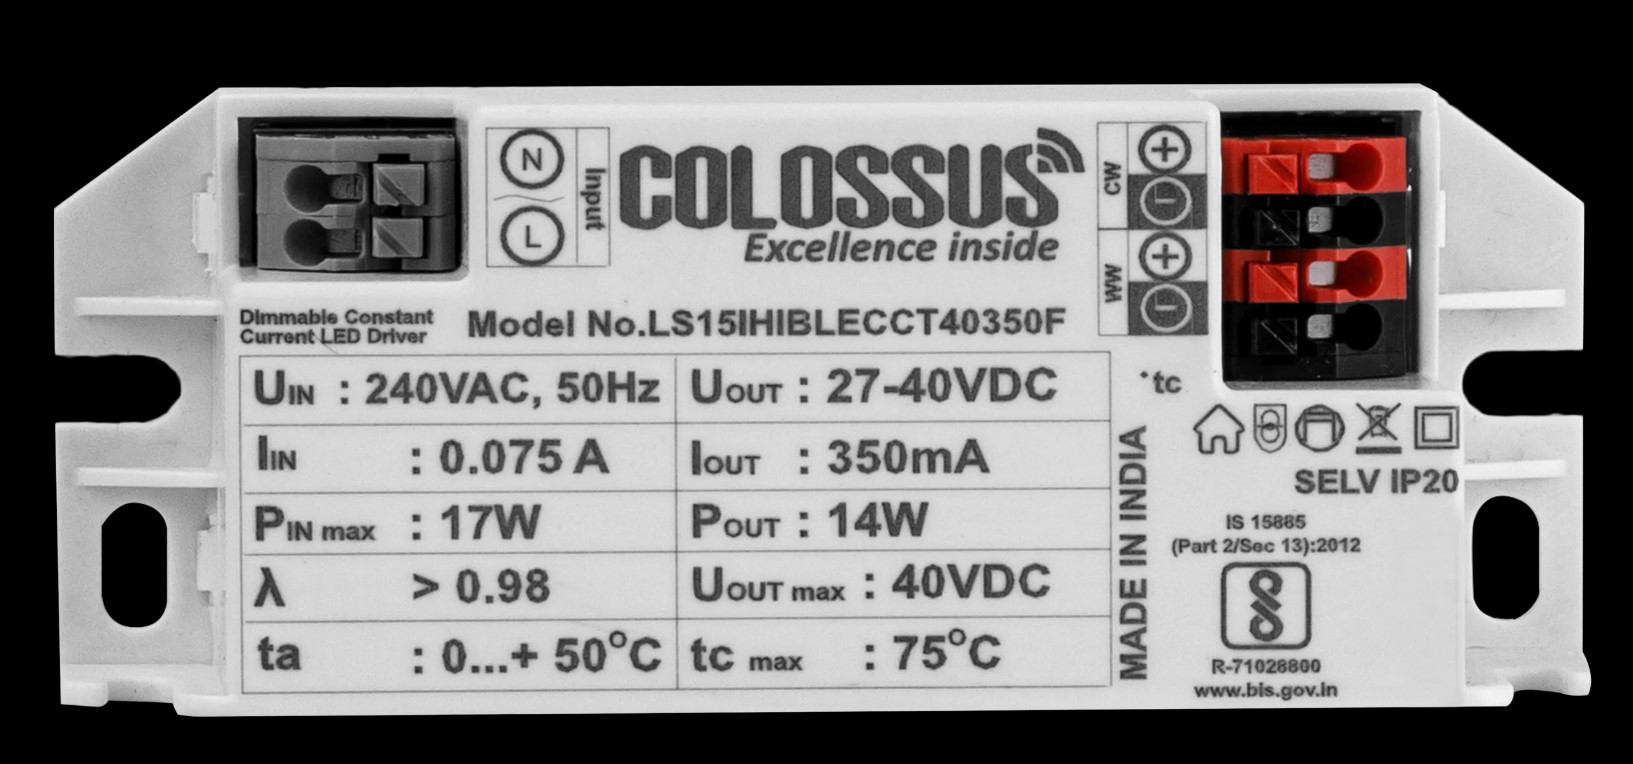 N
L
Input
COLOSSUS
Excellence inside
CW
WW
Dimmable Constant
Current LED Driver
Model No.LS15IHIBLECCT40350F
UIN : 240VAC, 50Hz
UOUT : 27-40VDC
IIN : 0.075 A
IOUT : 350mA
PIN max : 17W
POUT : 14W
λ > 0.98
UOUT max : 40VDC
ta : 0...+ 50°C
tc max : 75°C
MADE IN INDIA
tc
SELV IP20
IS 15885
(Part 2/Sec 13):2012
R-71028800
www.bis.gov.in